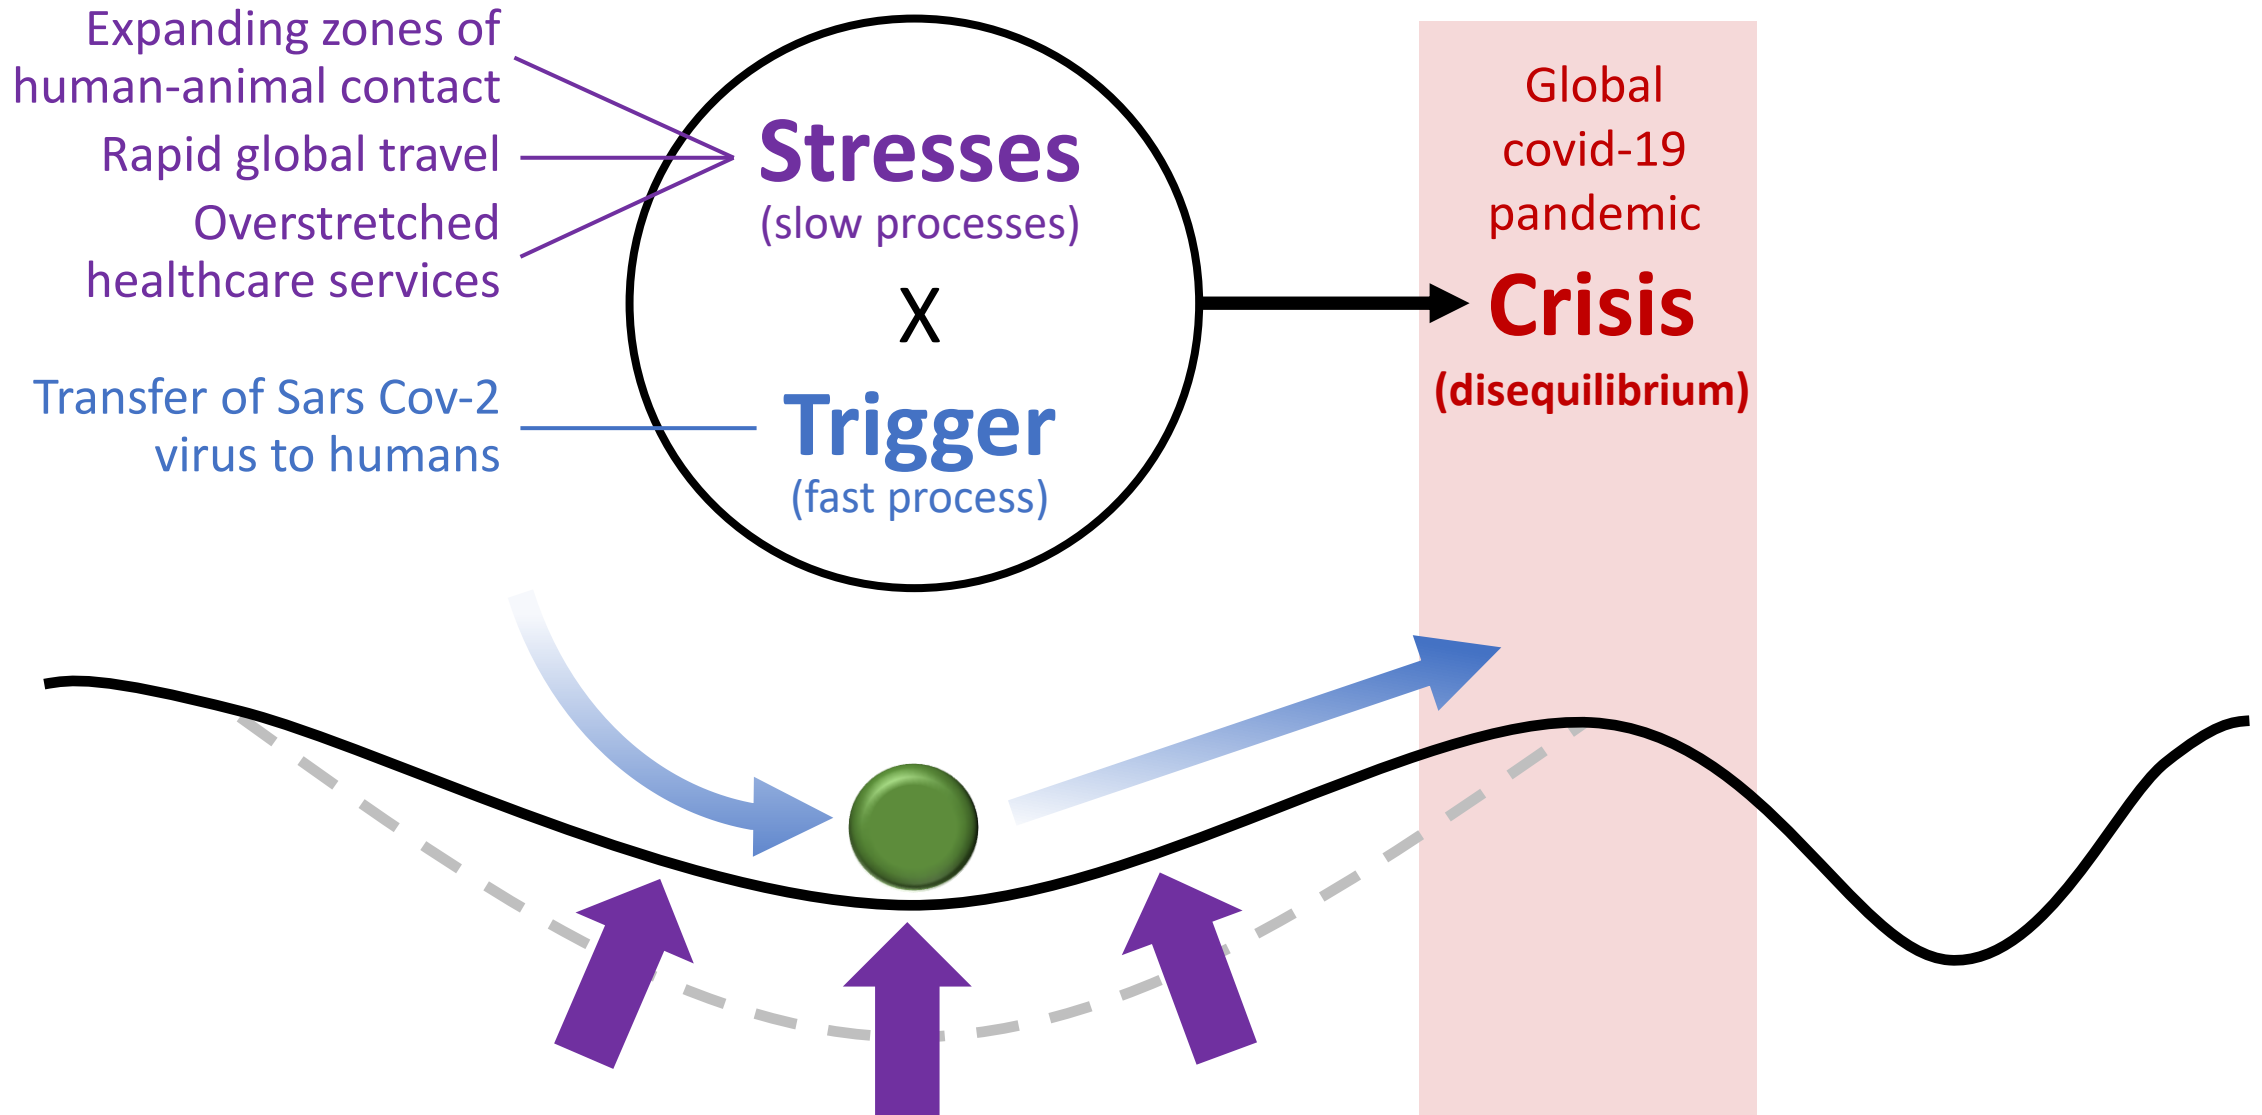 Expanding zones of
human-animal contact
Rapid global travel
Overstretched
healthcare services
Transfer of Sars Cov-2
virus to humans
Stresses
(slow processes)
X
Trigger
(fast process)
Global
covid-19
pandemic
Crisis
(disequilibrium)